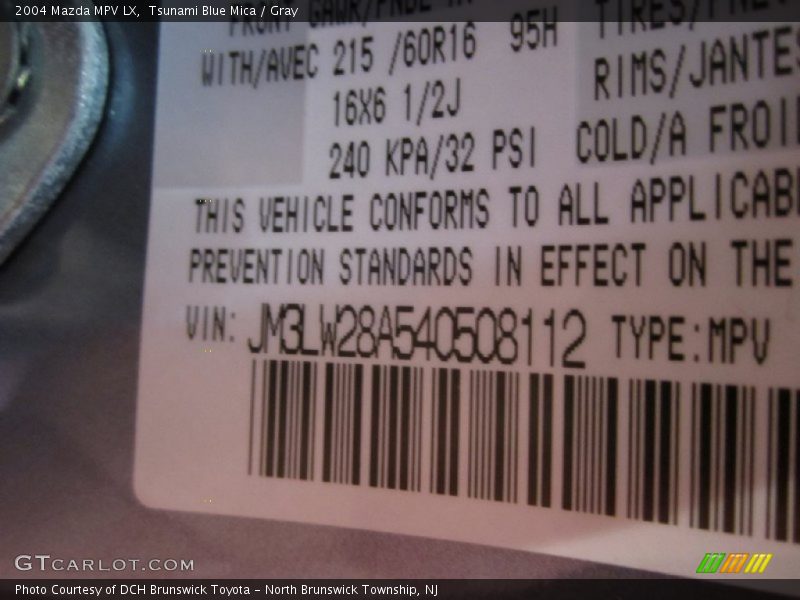 2004 Mazda MPV LX,  Tsunami Blue Mica / Gray
FRONT
WITH/AVEC 215 /60R16 95H RIMS/JANTES
16X6 1/2J
240 KPA/32 PSI COLD/A FROI
THIS VEHICLE CONFORMS TO ALL APPLICABL
PREVENTION STANDARDS IN EFFECT ON THE
VIN: JM3LW28A540508112 TYPE:MPV
GTCARLOT.COM
Photo Courtesy of DCH Brunswick Toyota – North Brunswick Township, NJ